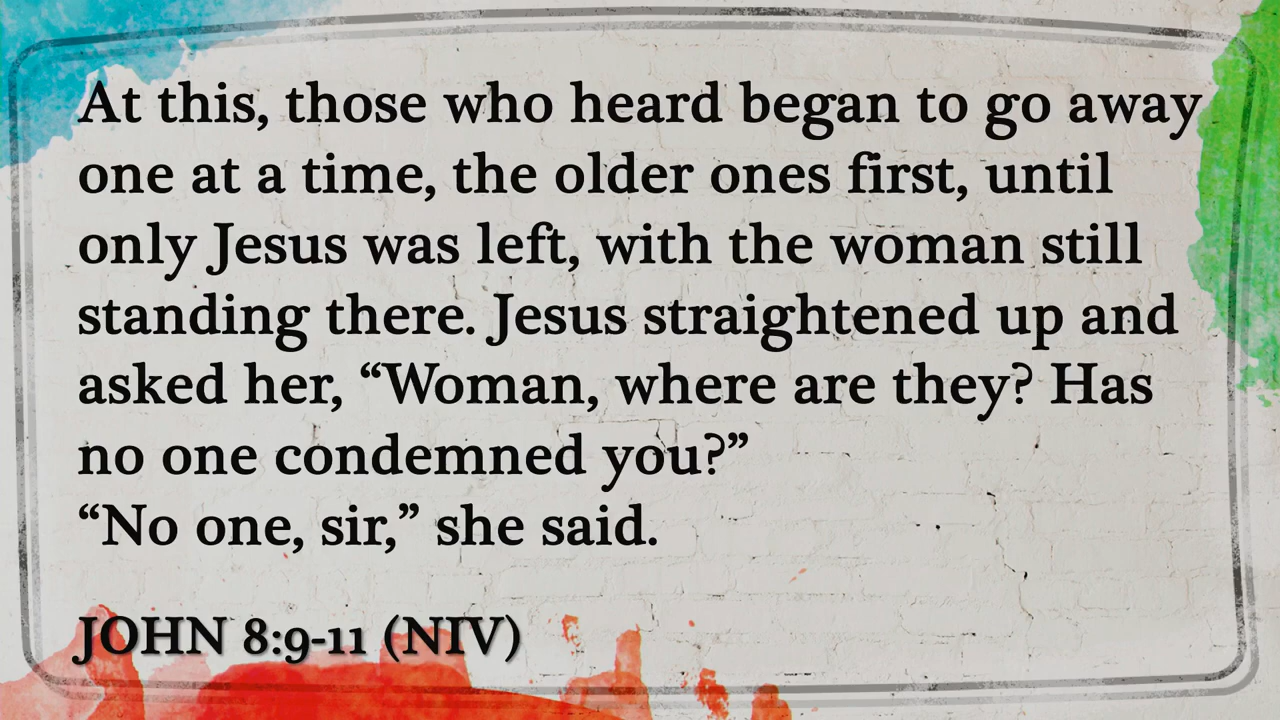 At this, those who heard began to go away
one at a time, the older ones first, until
only Jesus was left, with the woman still
standing there. Jesus straightened up and
asked her, “Woman, where are they? Has
no one condemned you?”
“No one, sir,” she said.
JOHN 8:9-11 (NIV)